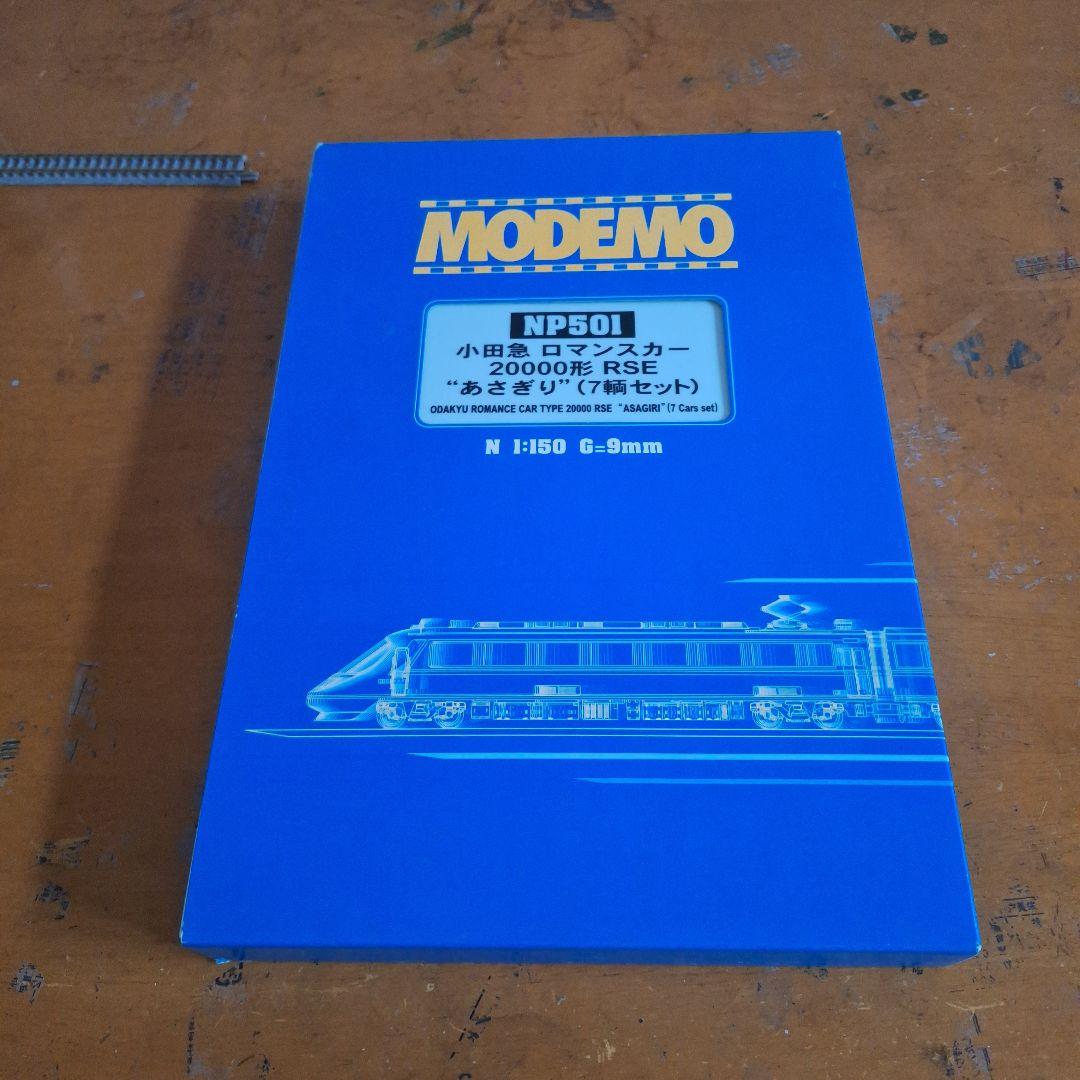 MODEMO
NP501
小田急 ロマンスカー
20000形 RSE
“あさぎり”(7輌セット)
ODAKYU ROMANCE CAR TYPE 20000 RSE “ASAGIRI”(7 Cars set)
N 1:150 G=9mm